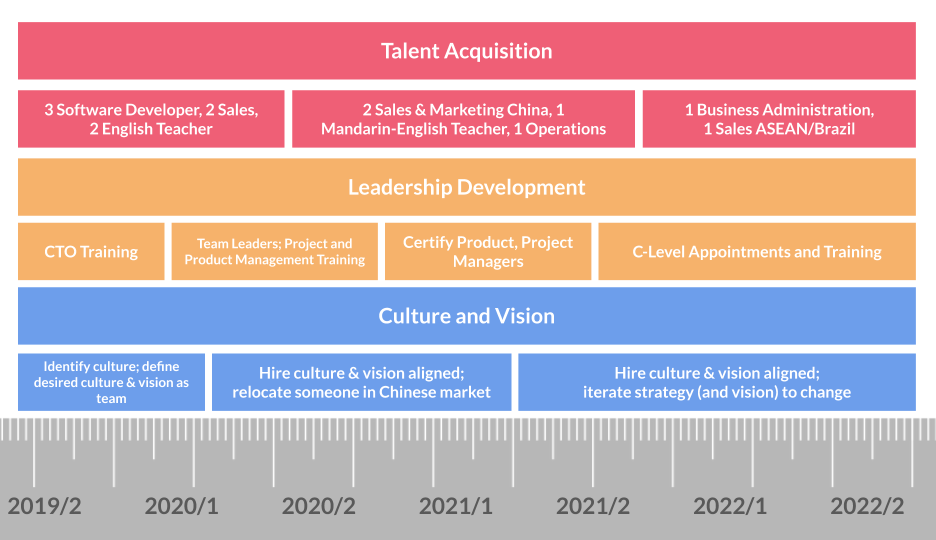 Talent Acquisition
3 Software Developer, 2 Sales,
2 English Teacher
2 Sales & Marketing China, 1
Mandarin-English Teacher, 1 Operations
1 Business Administration,
1 Sales ASEAN/Brazil
Leadership Development
CTO Training
Team Leaders; Project and
Product Management Training
Certify Product, Project
Managers
C-Level Appointments and Training
Culture and Vision
Identify culture; define
desired culture & vision as
team
Hire culture & vision aligned;
relocate someone in Chinese market
Hire culture & vision aligned;
iterate strategy (and vision) to change
2019/2 2020/1 2020/2 2021/1 2021/2 2022/1 2022/2